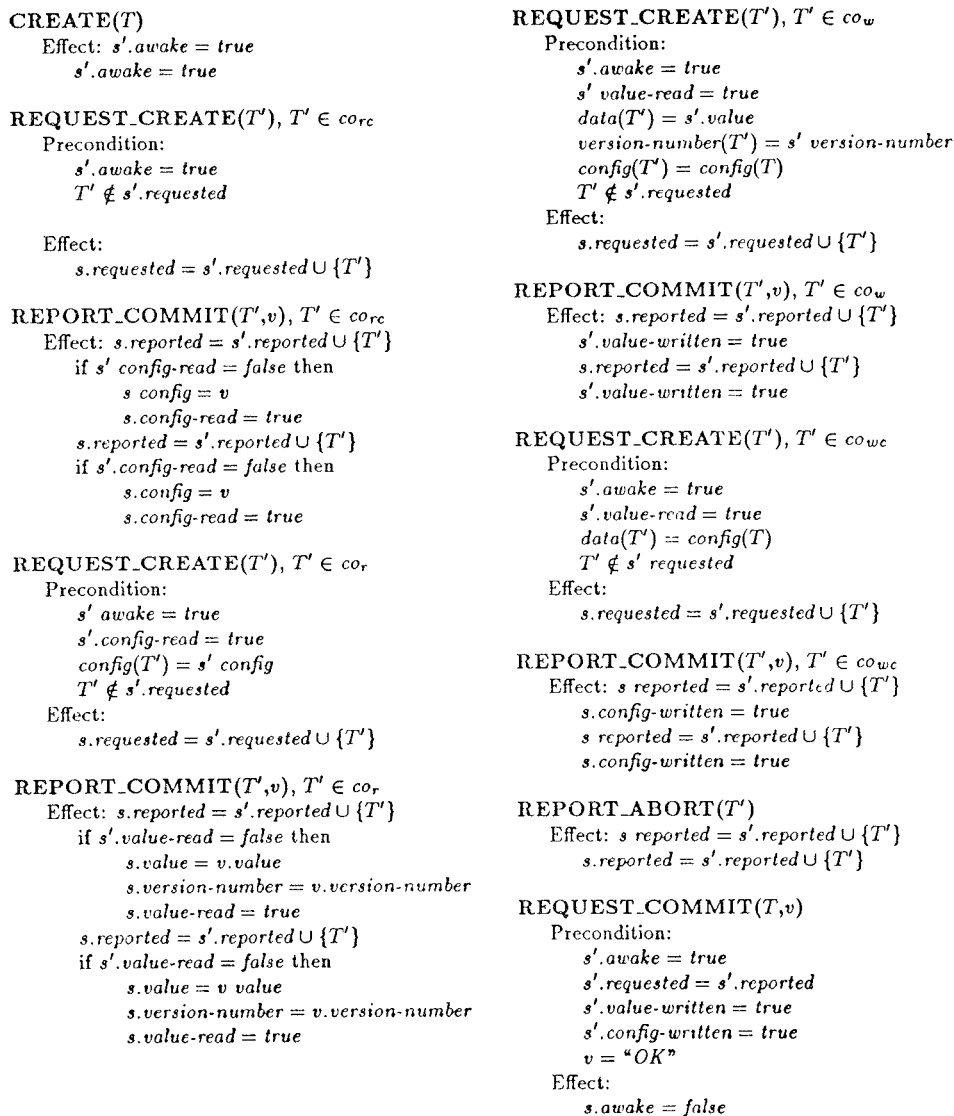 CREATE(T)
Effect: s'.awake = true
s'.awake = true
REQUEST_CREATE(T'), T' ∈ co_rc
Precondition:
s'.awake = true
T' ∉ s'.requested
Effect:
s.requested = s'.requested ∪ {T'}
REPORT_COMMIT(T',v), T' ∈ co_rc
Effect: s.reported = s'.reported ∪ {T'}
if s' config-read = false then
s config = v
s.config-read = true
s.reported = s'.reported ∪ {T'}
if s'.config-read = false then
s.config = v
s.config-read = true
REQUEST_CREATE(T'), T' ∈ co_r
Precondition:
s' awake = true
s'.config-read = true
config(T') = s' config
T' ∉ s'.requested
Effect:
s.requested = s'.requested ∪ {T'}
REPORT_COMMIT(T',v), T' ∈ co_r
Effect: s.reported = s'.reported ∪ {T'}
if s'.value-read = false then
s.value = v.value
s.version-number = v.version-number
s.value-read = true
s.reported = s'.reported ∪ {T'}
if s'.value-read = false then
s.value = v value
s.version-number = v.version-number
s.value-read = true
REQUEST_CREATE(T'), T' ∈ co_w
Precondition:
s'.awake = true
s' value-read = true
data(T') = s'.value
version-number(T') = s' version-number
config(T') = config(T)
T' ∉ s'.requested
Effect:
s.requested = s'.requested ∪ {T'}
REPORT_COMMIT(T',v), T' ∈ co_w
Effect: s.reported = s'.reported ∪ {T'}
s'.value-written = true
s.reported = s'.reported ∪ {T'}
s'.value-written = true
REQUEST_CREATE(T'), T' ∈ co_wc
Precondition:
s'.awake = true
s'.value-read = true
data(T') = config(T)
T' ∉ s' requested
Effect:
s.requested = s'.requested ∪ {T'}
REPORT_COMMIT(T',v), T' ∈ co_wc
Effect: s reported = s'.reported ∪ {T'}
s.config-written = true
s reported = s'.reported ∪ {T'}
s.config-written = true
REPORT_ABORT(T')
Effect: s reported = s'.reported ∪ {T'}
s.reported = s'.reported ∪ {T'}
REQUEST_COMMIT(T,v)
Precondition:
s'.awake = true
s'.requested = s'.reported
s'.value-written = true
s'.config-written = true
v = "OK"
Effect:
s.awake = false